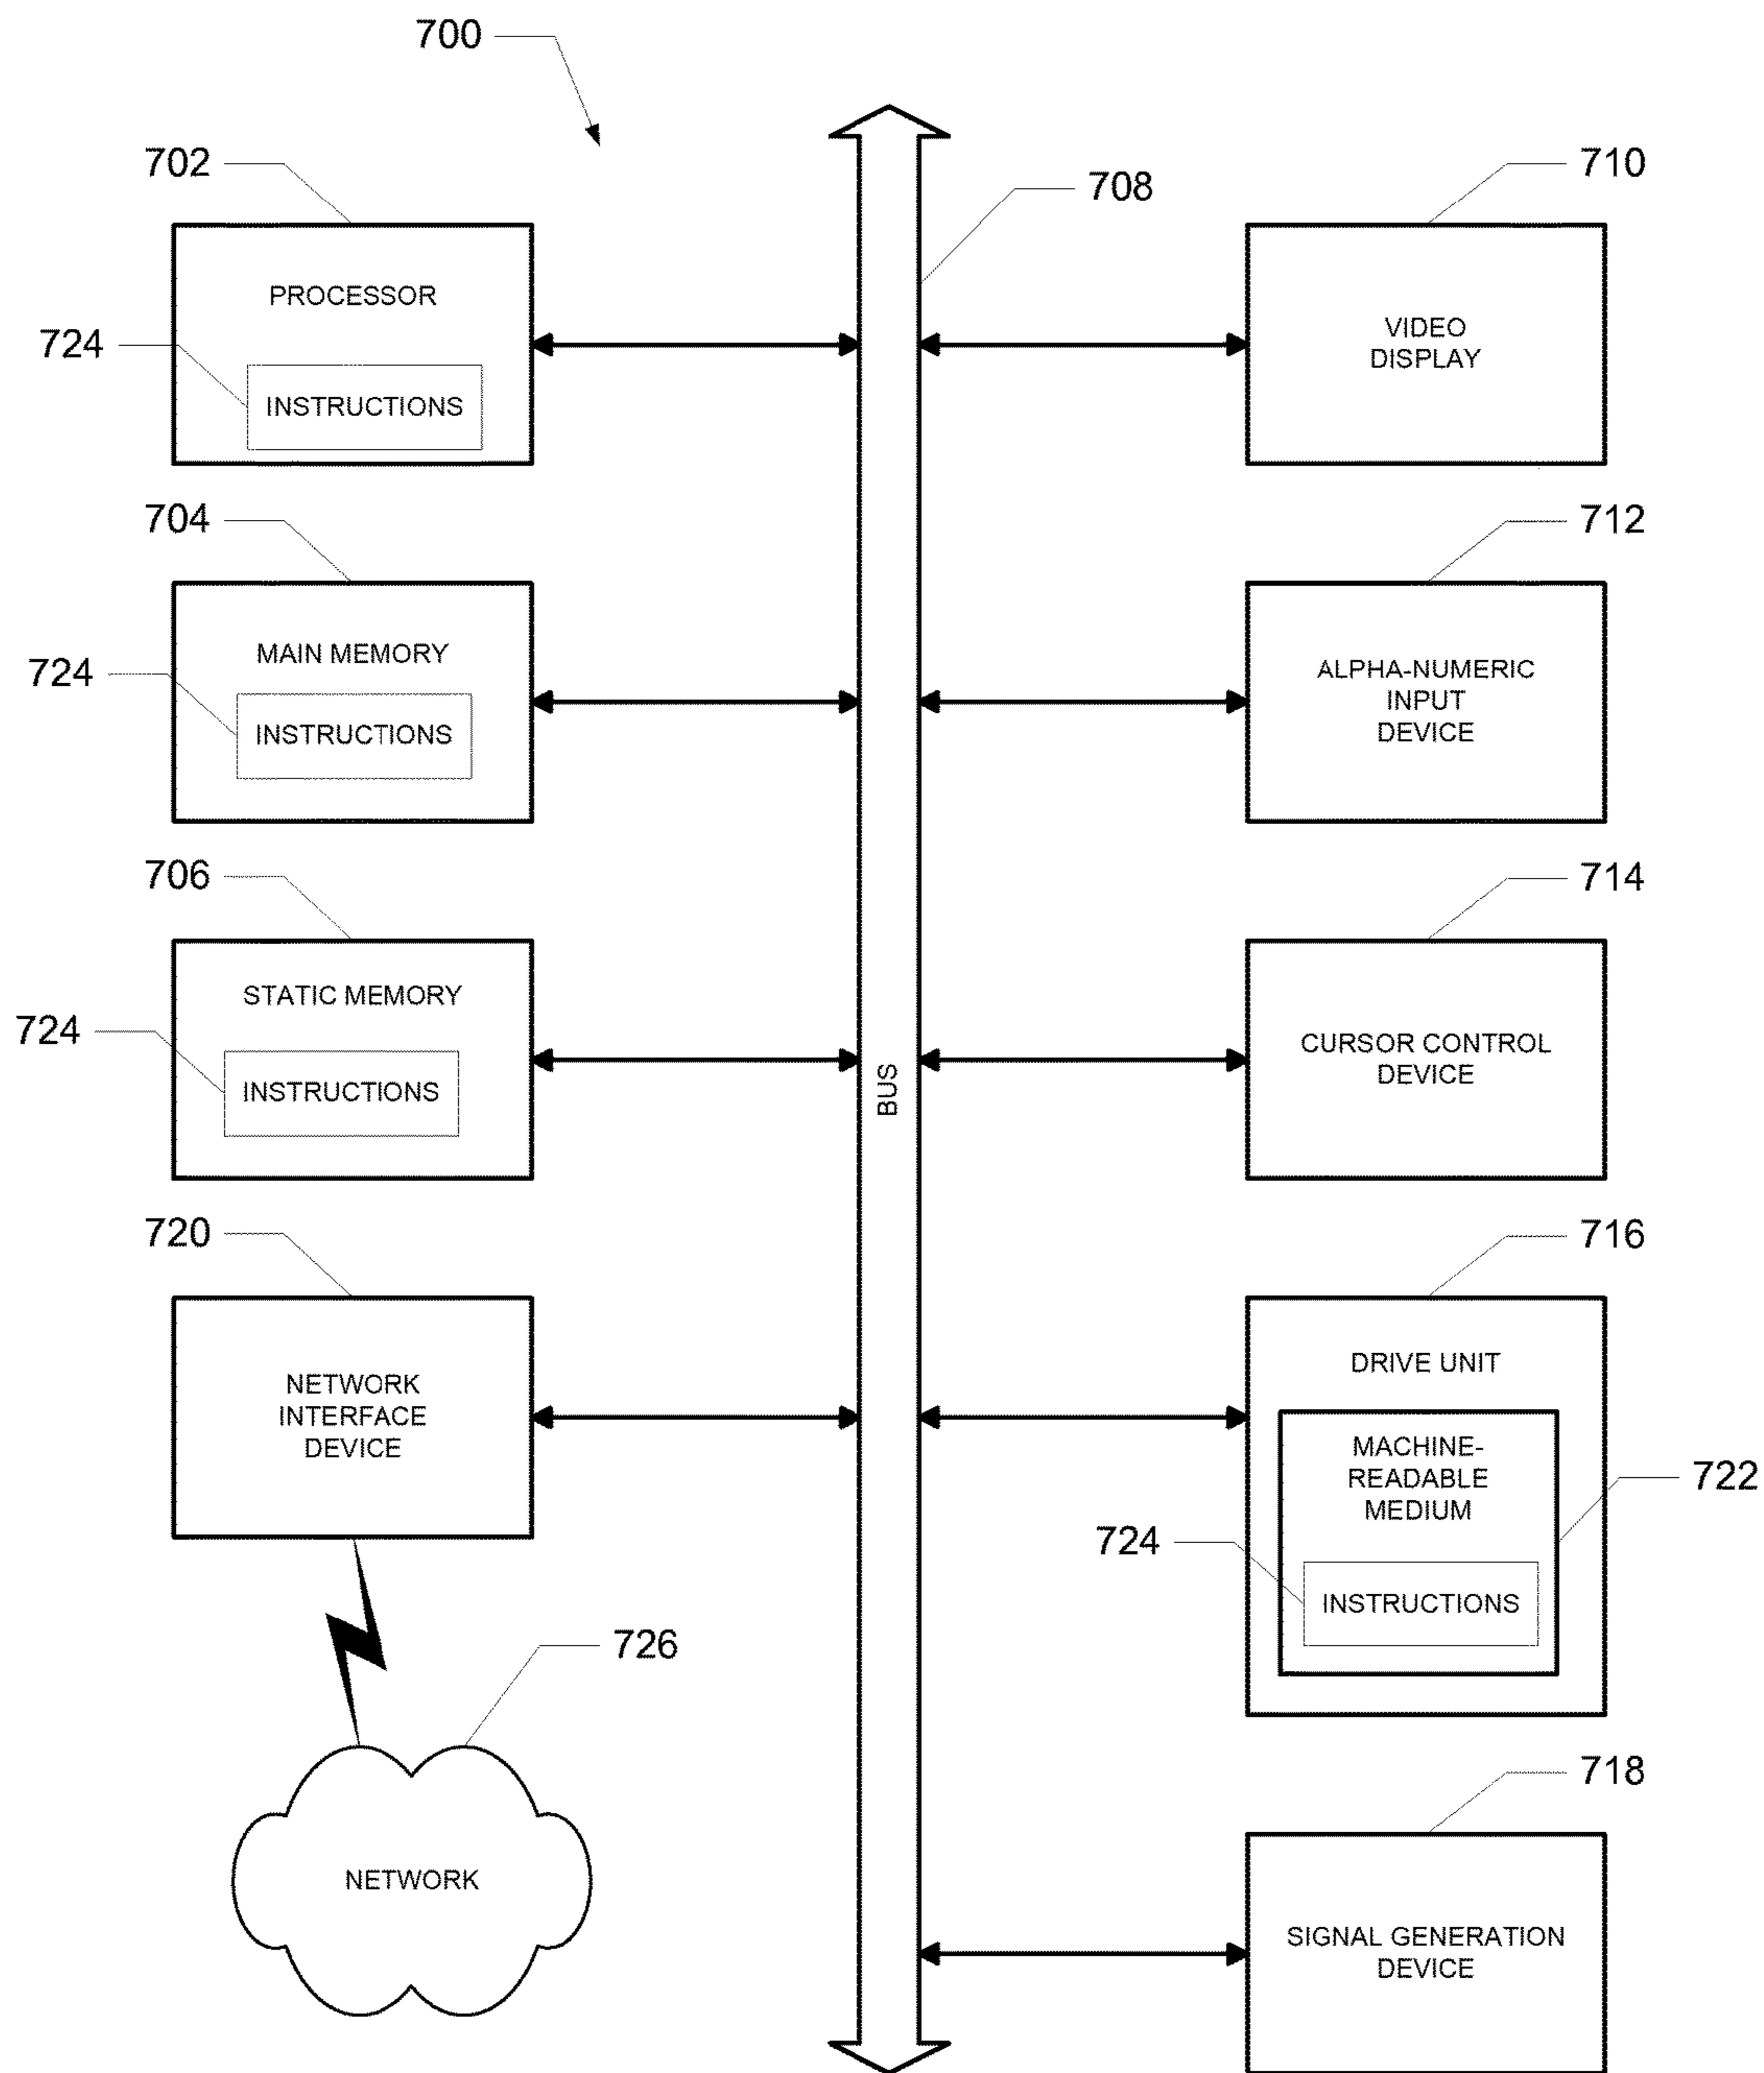 700
702
PROCESSOR
724
INSTRUCTIONS
704
MAIN MEMORY
724
INSTRUCTIONS
706
STATIC MEMORY
724
INSTRUCTIONS
720
NETWORK
INTERFACE
DEVICE
726
NETWORK
708
BUS
710
VIDEO
DISPLAY
712
ALPHA-NUMERIC
INPUT
DEVICE
714
CURSOR CONTROL
DEVICE
716
DRIVE UNIT
MACHINE-
READABLE
MEDIUM
722
724
INSTRUCTIONS
718
SIGNAL GENERATION
DEVICE